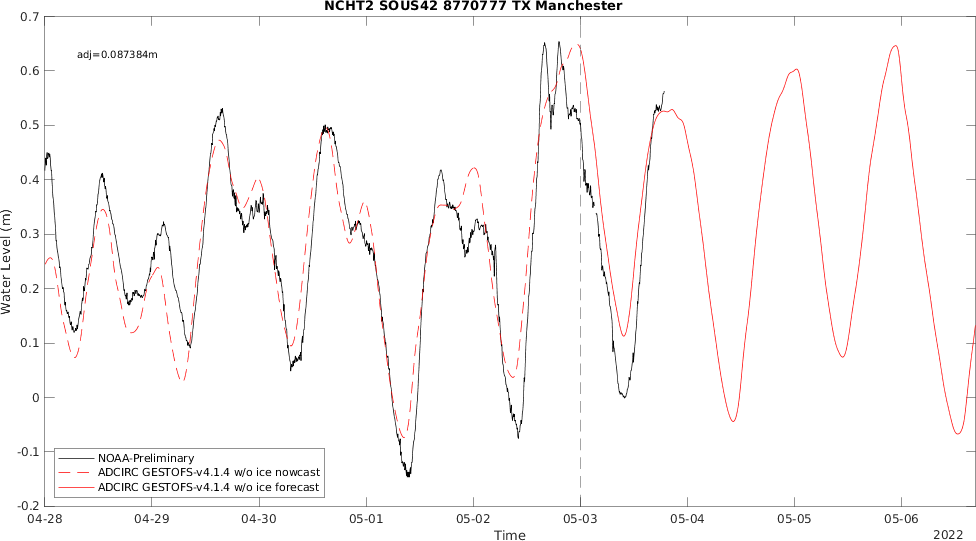 NCHT2 SOUS42 8770777 TX Manchester
adj=0.087384m
Water Level (m)
0.7
0.6
0.5
0.4
0.3
0.2
0.1
0
-0.1
-0.2
NOAA-Preliminary
ADCIRC GESTOFS-v4.1.4 w/o ice nowcast
ADCIRC GESTOFS-v4.1.4 w/o ice forecast
04-28 04-29 04-30 05-01 05-02 05-03 05-04 05-05 05-06
Time
2022